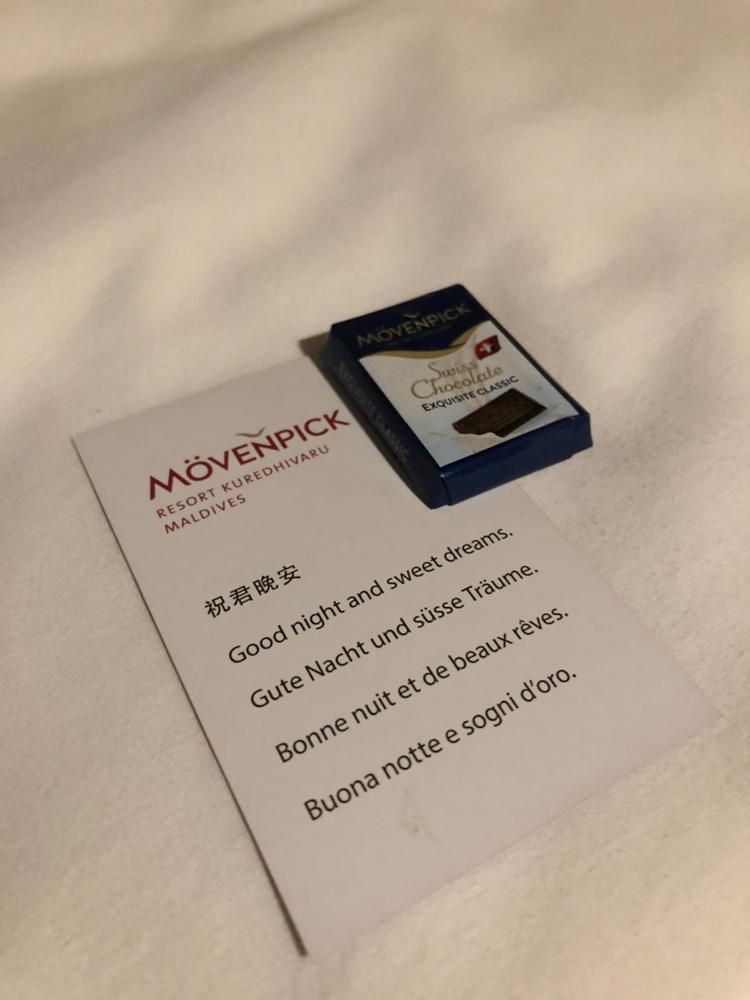 MÖVENPICK
Swiss
Chocolate
EXQUISITE CLASSIC
EXQUISITE CLASSIC
MÖVENPICK
RESORT KUREDHIVARU
MALDIVES
祝君晚安
Good night and sweet dreams.
Gute Nacht und süsse Träume.
Bonne nuit et de beaux rêves.
Buona notte e sogni d'oro.